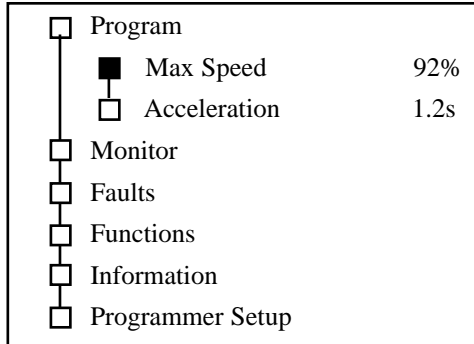 Program
Max Speed 92%
Acceleration 1.2s
Monitor
Faults
Functions
Information
Programmer Setup